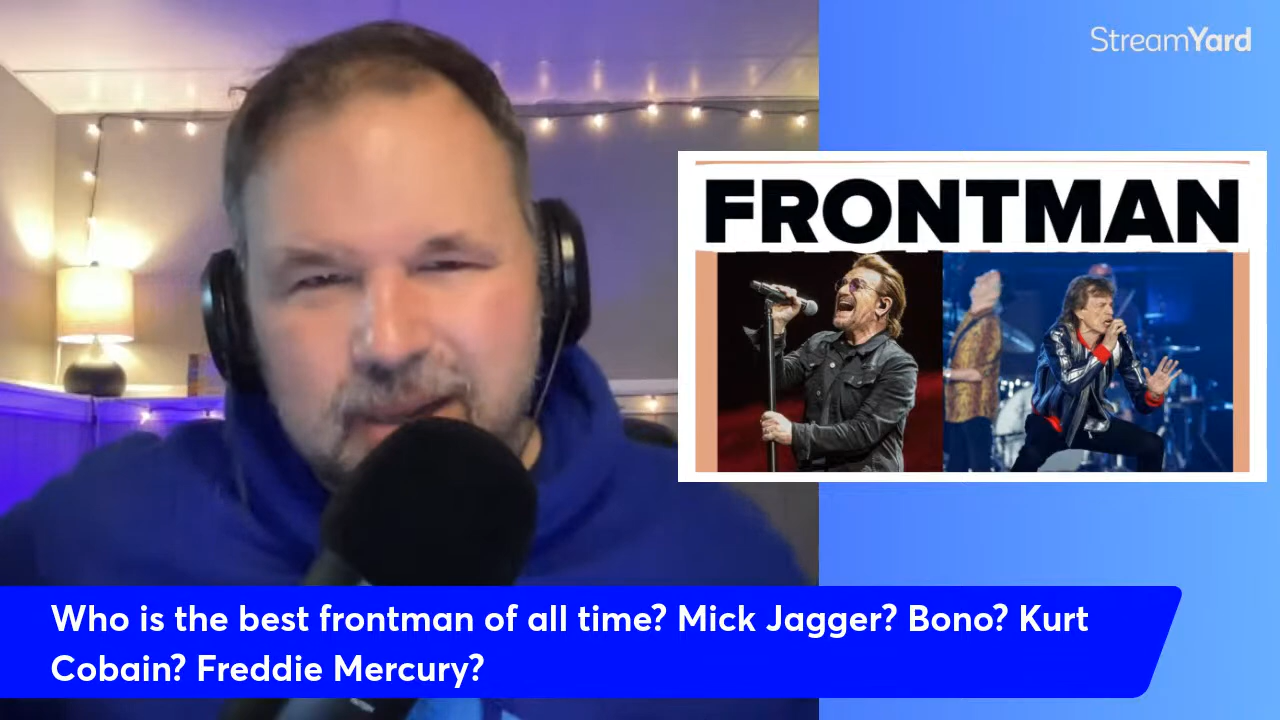 StreamYard
FRONTMAN
Who is the best frontman of all time? Mick Jagger? Bono? Kurt
Cobain? Freddie Mercury?